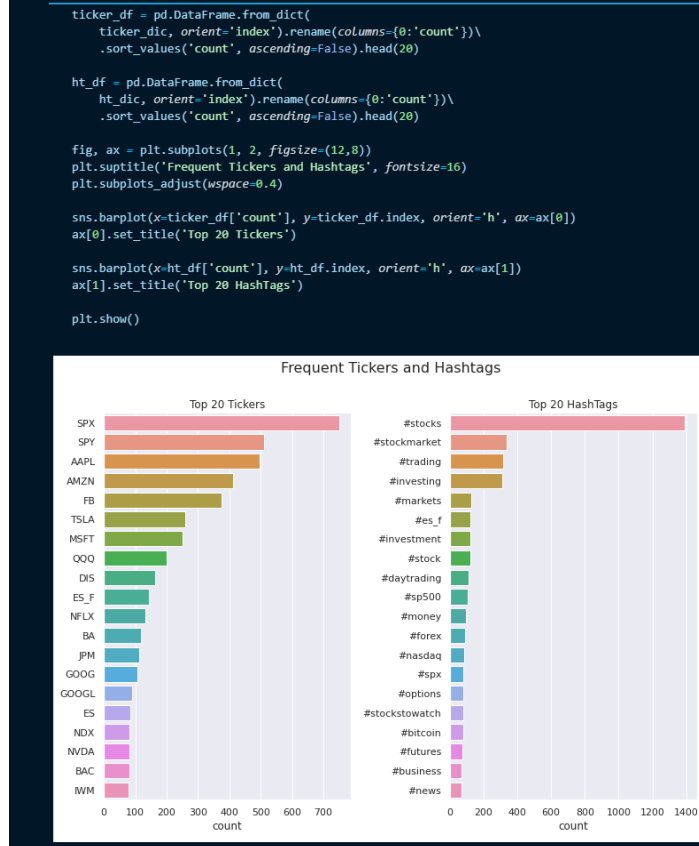 ticker_df = pd.DataFrame.from_dict(
    ticker_dic, orient='index').rename(columns={0:'count'})\
    .sort_values('count', ascending=False).head(20)
ht_df = pd.DataFrame.from_dict(
    ht_dic, orient='index').rename(columns={0:'count'})\
    .sort_values('count', ascending=False).head(20)
fig, ax = plt.subplots(1, 2, figsize=(12,8))
plt.suptitle('Frequent Tickers and Hashtags', fontsize=16)
plt.subplots_adjust(wspace=0.4)
sns.barplot(x=ticker_df['count'], y=ticker_df.index, orient='h', ax=ax[0])
ax[0].set_title('Top 20 Tickers')
sns.barplot(x=ht_df['count'], y=ht_df.index, orient='h', ax=ax[1])
ax[1].set_title('Top 20 HashTags')
plt.show()
Frequent Tickers and Hashtags
Top 20 Tickers
SPX
SPY
AAPL
AMZN
FB
TSLA
MSFT
QQQ
DIS
ES_F
NFLX
BA
JPM
GOOG
GOOGL
ES
NDX
NVDA
BAC
IWM
0 100 200 300 400 500 600 700
count
Top 20 HashTags
#stocks
#stockmarket
#trading
#investing
#markets
#es_f
#investment
#stock
#daytrading
#sp500
#money
#forex
#nasdaq
#spx
#options
#stockstowatch
#bitcoin
#futures
#business
#news
0 200 400 600 800 1000 1200 1400
count